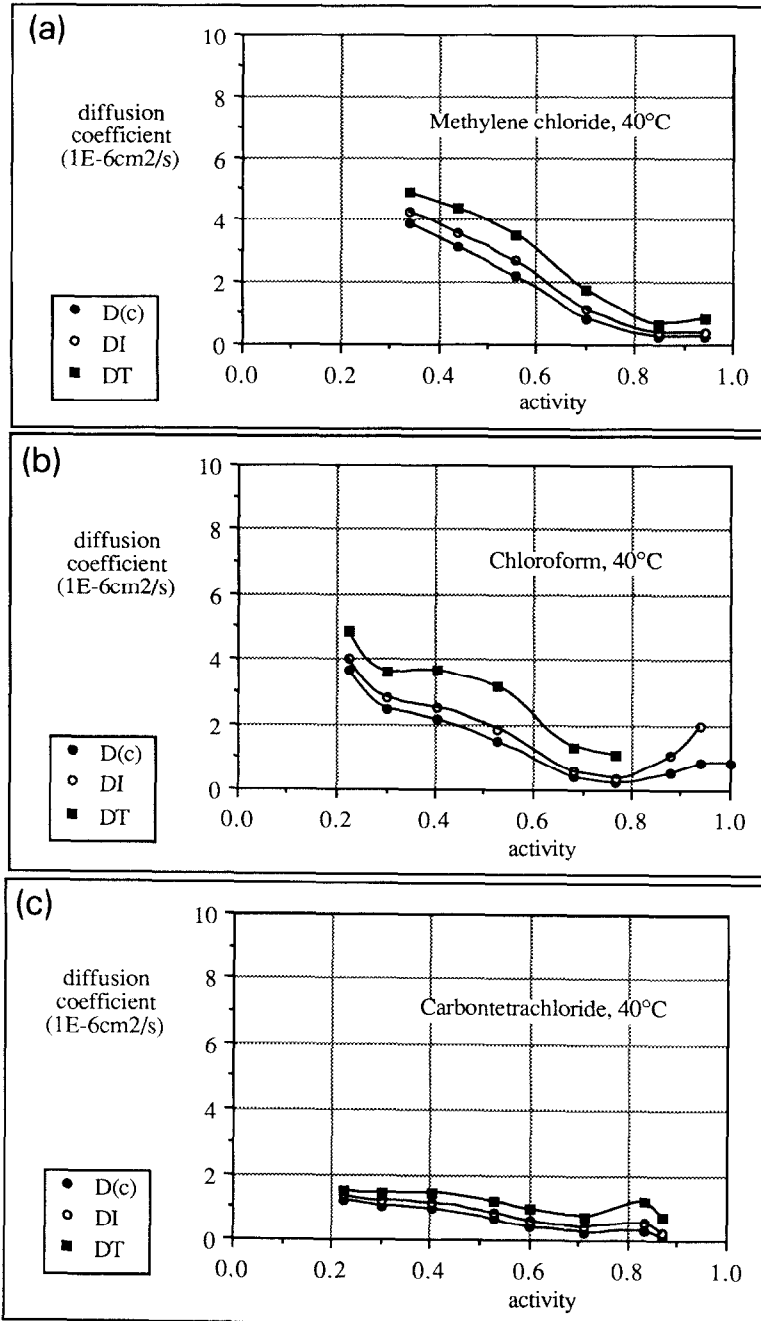 (a)
10
8
6
4
2
0
diffusion
coefficient
(1E-6cm2/s)
Methylene chloride, 40°C
D(c)
DI
DT
0.0 0.2 0.4 0.6 0.8 1.0
activity
(b)
10
8
6
4
2
0
diffusion
coefficient
(1E-6cm2/s)
Chloroform, 40°C
D(c)
DI
DT
0.0 0.2 0.4 0.6 0.8 1.0
activity
(c)
10
8
6
4
2
0
diffusion
coefficient
(1E-6cm2/s)
Carbontetrachloride, 40°C
D(c)
DI
DT
0.0 0.2 0.4 0.6 0.8 1.0
activity